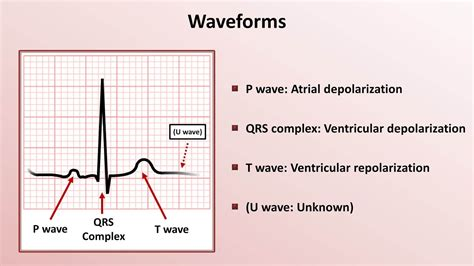 Waveforms
(U wave)
P wave
QRS
Complex
T wave
P wave: Atrial depolarization
QRS complex: Ventricular depolarization
T wave: Ventricular repolarization
(U wave: Unknown)